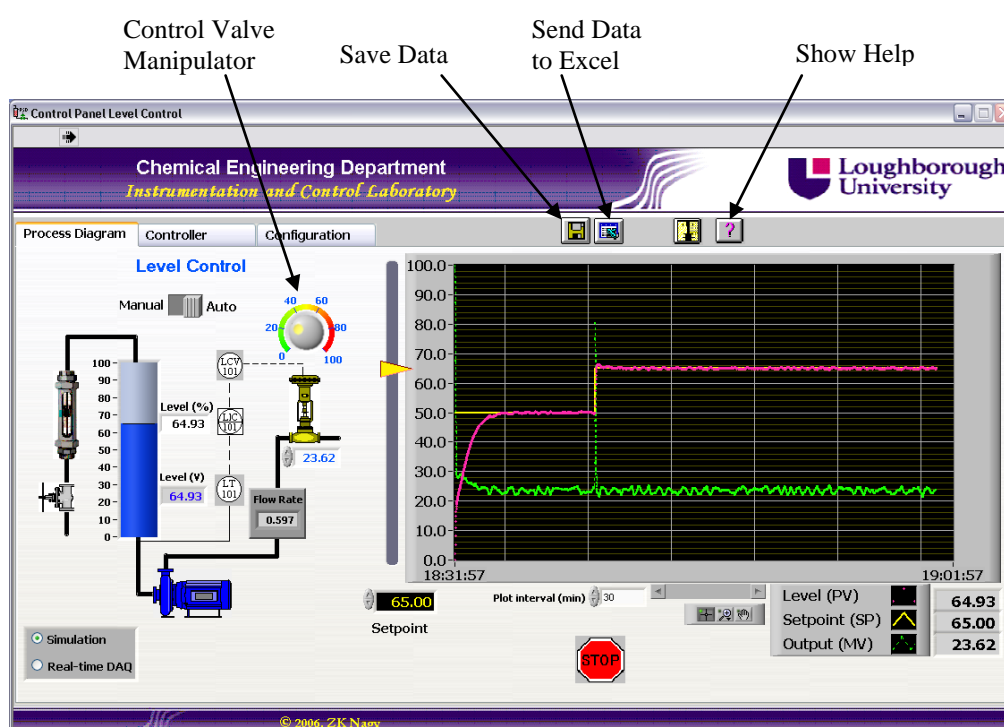 Control Valve
Manipulator
Save Data
Send Data
to Excel
Show Help
Control Panel Level Control
Chemical Engineering Department
Instrumentation and Control Laboratory
Loughborough
University
Process Diagram
Controller
Configuration
?
Level Control
Manual
Auto
0
20
40
60
80
100
LCV
101
LIC
101
LT
101
100
90
80
70
60
50
40
30
20
10
0
Level (%)
64.93
Level (V)
64.93
23.62
Flow Rate
0.597
100.0
90.0
80.0
70.0
60.0
50.0
40.0
30.0
20.0
10.0
0.0
18:31:57
19:01:57
65.00
Setpoint
Plot interval (min)
30
Level (PV)
64.93
Setpoint (SP)
65.00
Output (MV)
23.62
Simulation
Real-time DAQ
STOP
© 2006, ZK Nagy